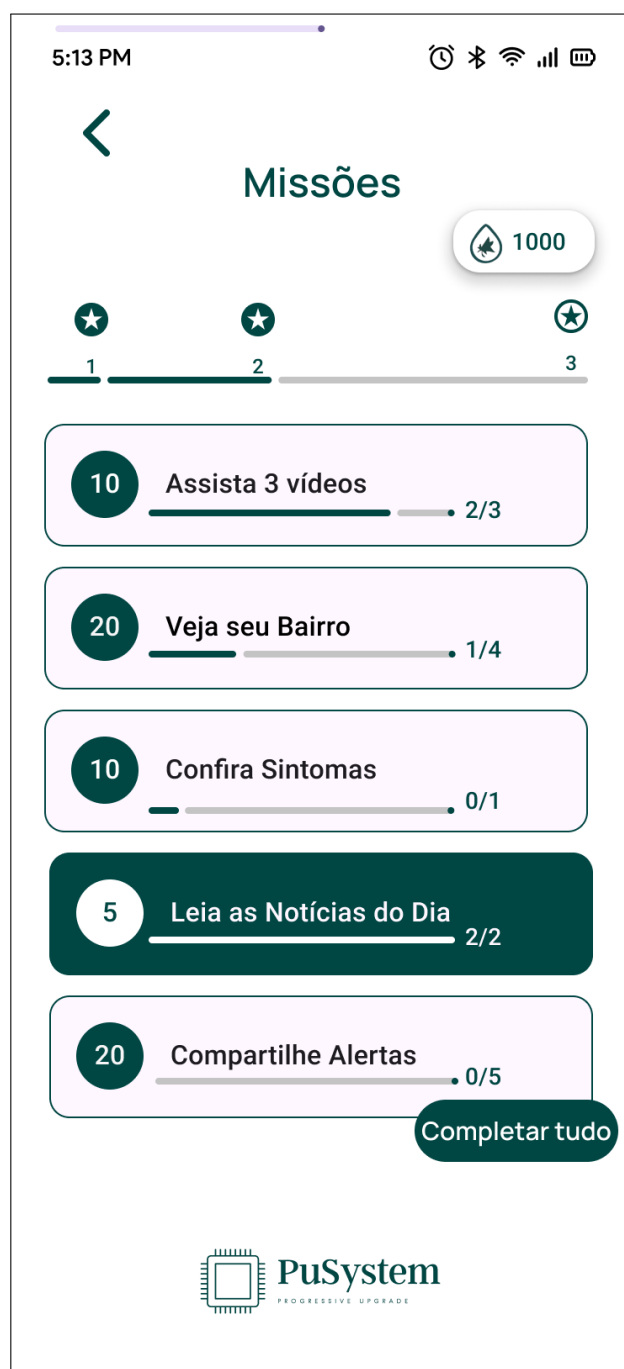 5:13 PM
Missões
1000
1 2 3
10 Assista 3 vídeos
2/3
20 Veja seu Bairro
1/4
10 Confira Sintomas
0/1
5 Leia as Notícias do Dia
2/2
20 Compartilhe Alertas
0/5
Completar tudo
PuSystem
PROGRESSIVE UPGRADE